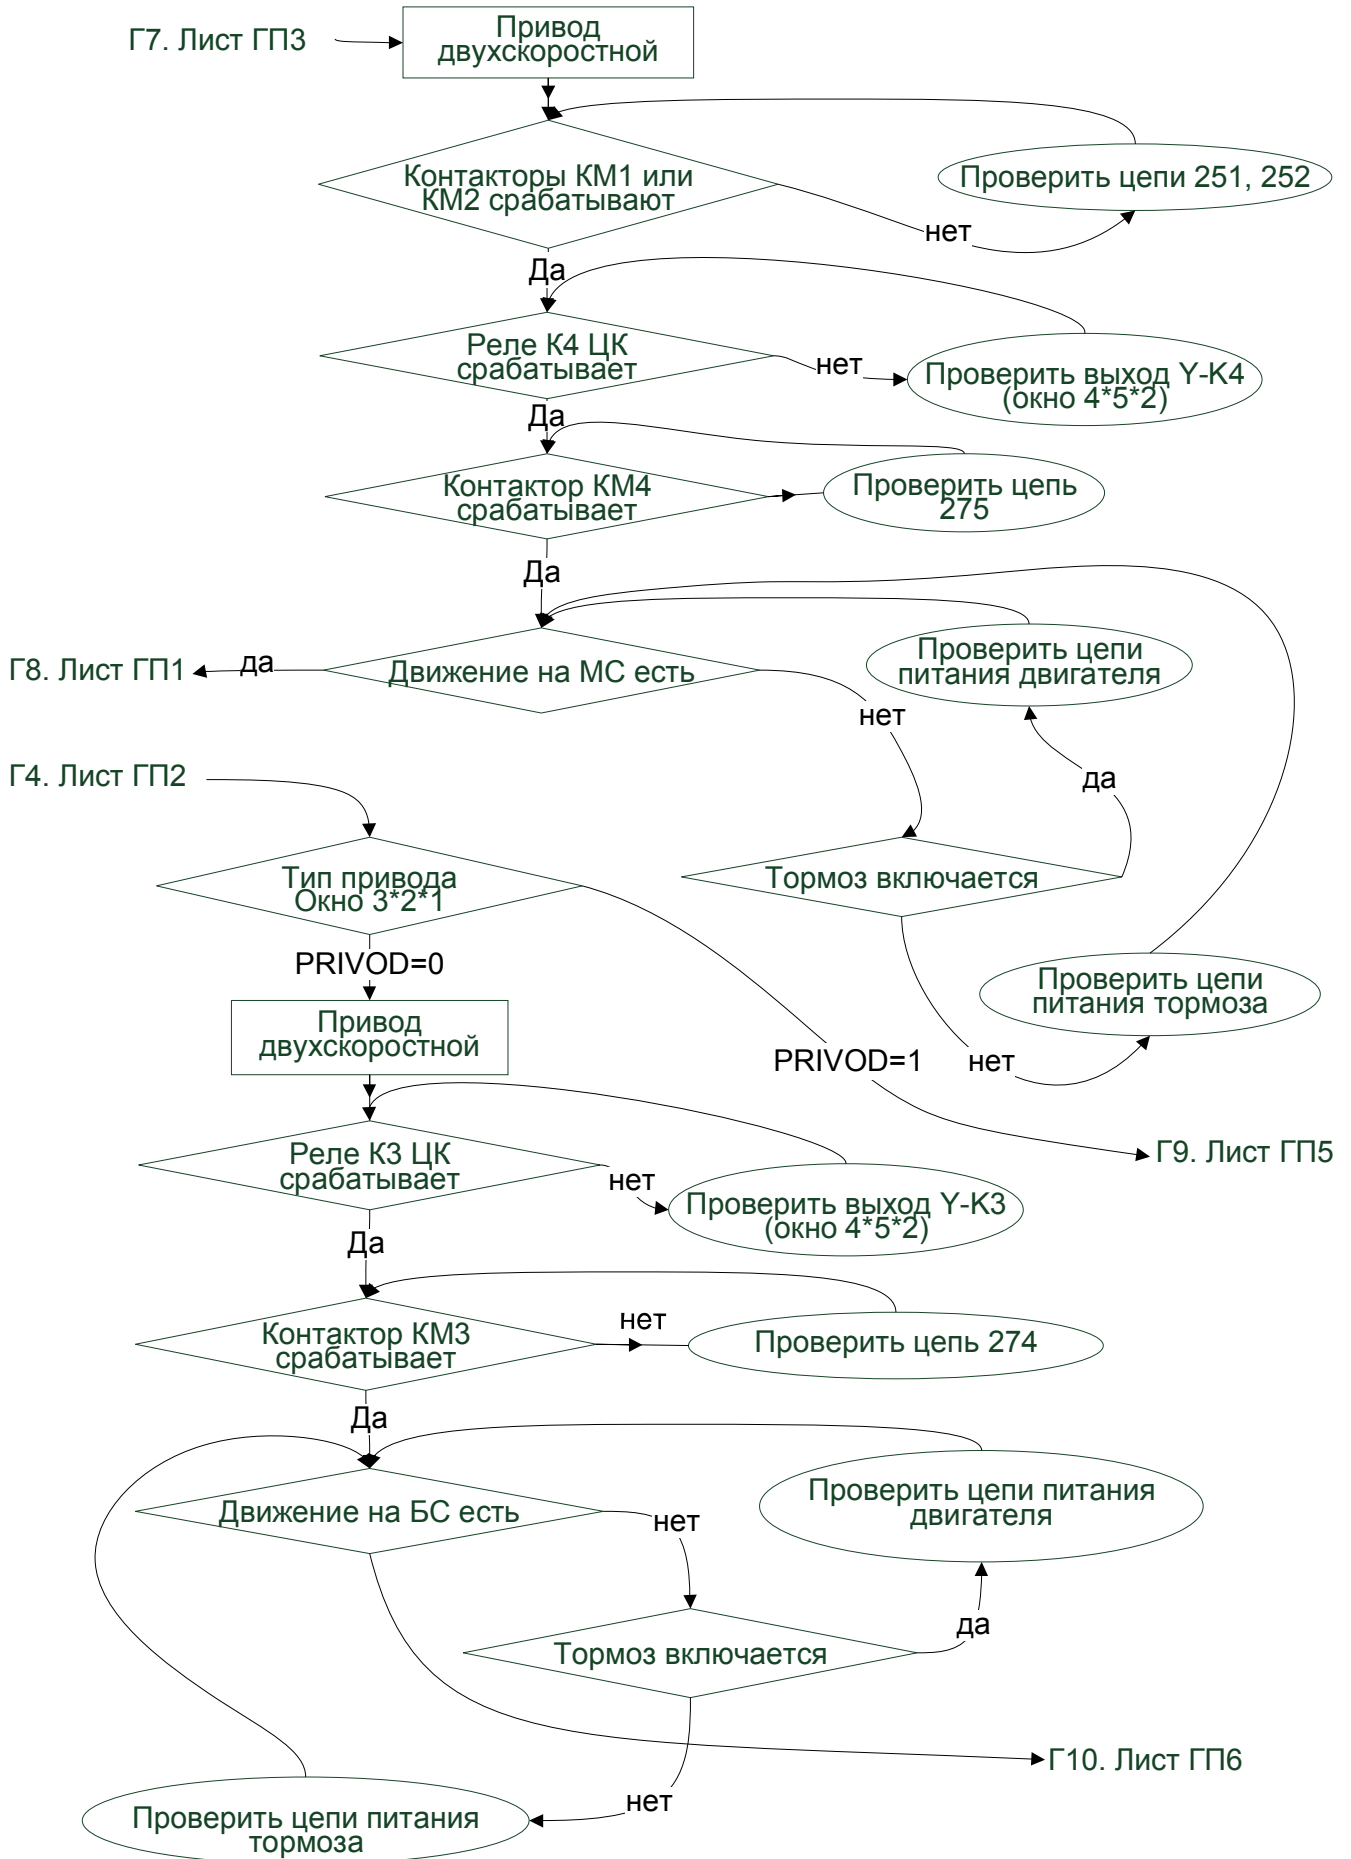 Г7. Лист ГП3
Привод
двухскоростной
Контакторы КМ1 или
КМ2 срабатывают
Проверить цепи 251, 252
нет
Да
Реле К4 ЦК
срабатывает
нет
Проверить выход Y-K4
(окно 4*5*2)
Да
Контактор КМ4
срабатывает
Проверить цепь
275
Да
Г8. Лист ГП1
да
Движение на МС есть
Проверить цепи
питания двигателя
нет
да
Г4. Лист ГП2
Тип привода
Окно 3*2*1
Тормоз включается
PRIVOD=0
Проверить цепи
питания тормоза
Привод
двухскоростной
PRIVOD=1
нет
Г9. Лист ГП5
Реле К3 ЦК
срабатывает
нет
Проверить выход Y-K3
(окно 4*5*2)
Да
Контактор КМ3
срабатывает
нет
Проверить цепь 274
Да
Движение на БС есть
нет
Проверить цепи питания
двигателя
да
Тормоз включается
Г10. Лист ГП6
нет
Проверить цепи питания
тормоза